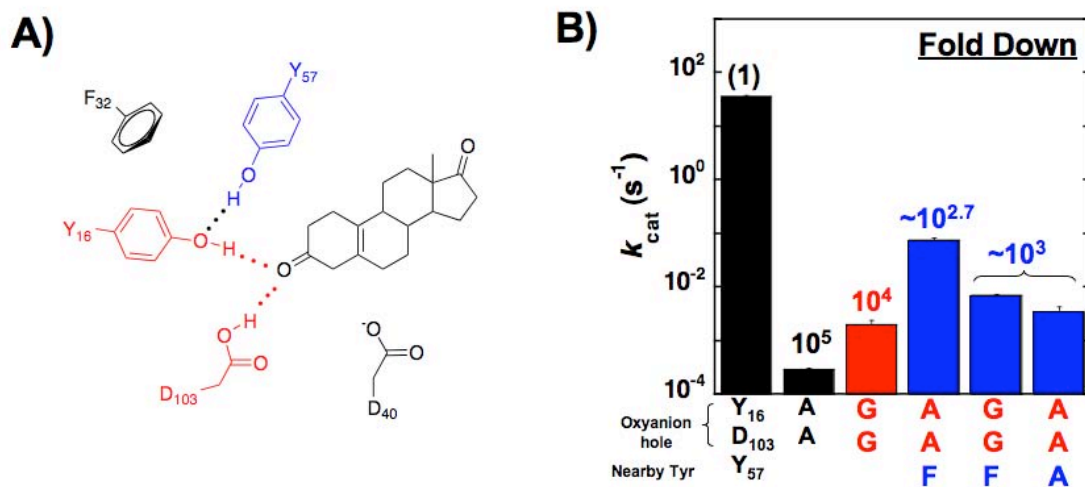 A)
F32
Y57
O
H
O
Y16
O
H
O
H
O
O
D103
-O
O
D40
B)
Fold Down
kcat (s-1)
10^2
10^0
10^-2
10^-4
(1)
10^5
10^4
~10^2.7
~10^3
Oxyanion hole
Y16 A G A G A
D103 A G A G A
Nearby Tyr Y57 F F A